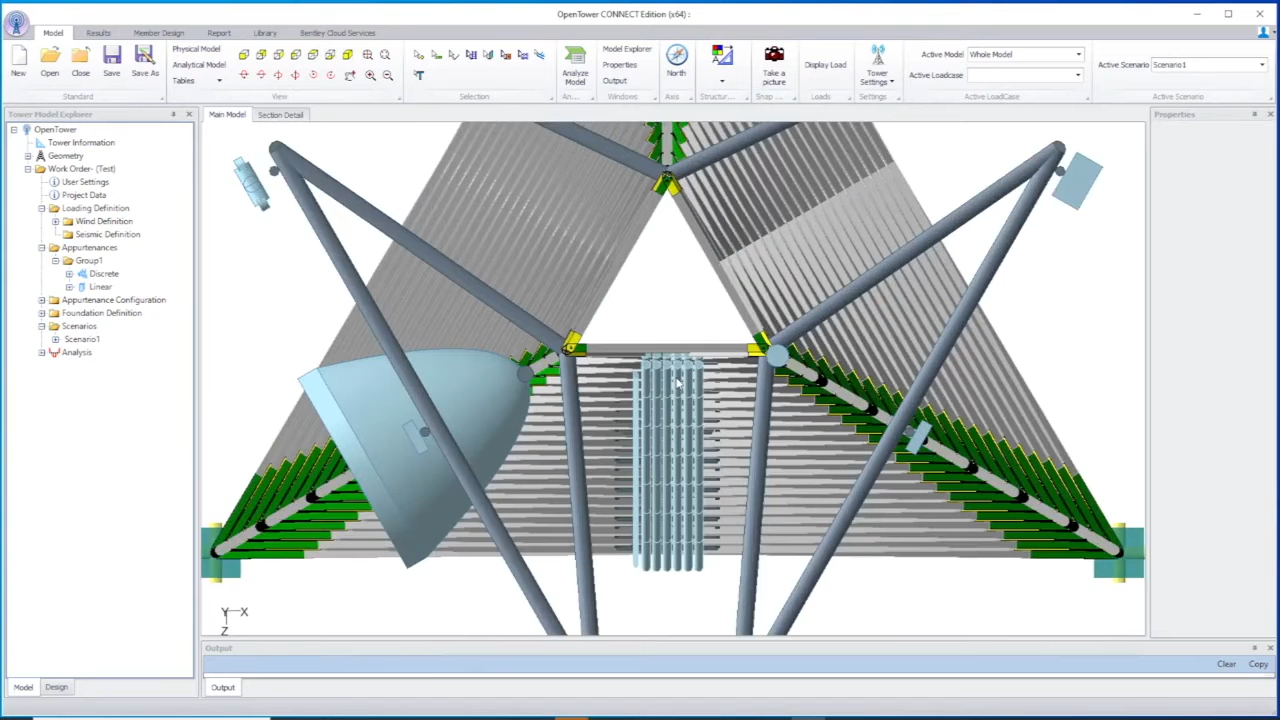 OpenTower CONNECT Edition (x64) :
Model Results Member Design Report Library Bentley Cloud Services
New Open Close Save Save As
Standard
Physical Model
Analytical Model
Tables
View
Selection
Analyze Model
An...
Model Explorer
Properties
Output
Windows
North
Axis
Structur...
Take a picture
Snap ...
Display Load
Loads
Tower Settings
Settings
Active Model Whole Model
Active Loadcase
Active LoadCase
Active Scenario Scenario1
Active Scenario
Tower Model Explorer
OpenTower
Tower Information
Geometry
Work Order- (Test)
User Settings
Project Data
Loading Definition
Wind Definition
Seismic Definition
Appurtenances
Group1
Discrete
Linear
Appurtenance Configuration
Foundation Definition
Scenarios
Scenario1
Analysis
Model Design
Main Model Section Detail
Y X
Z
Properties
Output
Clear Copy
Output